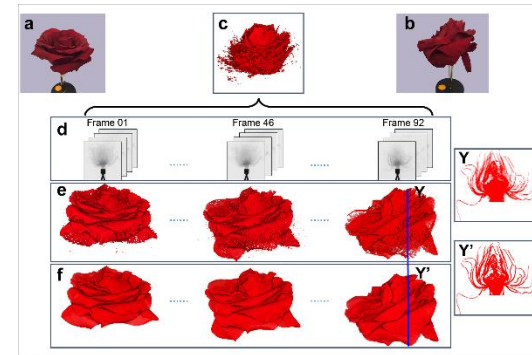 a
c
b
d
Frame 01
Frame 46
Frame 92
......
......
Y
e
Y
......
......
Y'
f
Y'
......
......